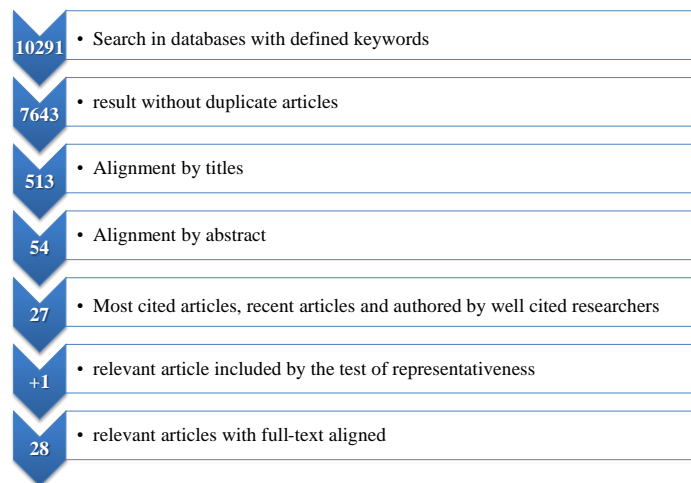 10291 • Search in databases with defined keywords
7643 • result without duplicate articles
513 • Alignment by titles
54 • Alignment by abstract
27 • Most cited articles, recent articles and authored by well cited researchers
+1 • relevant article included by the test of representativeness
28 • relevant articles with full-text aligned